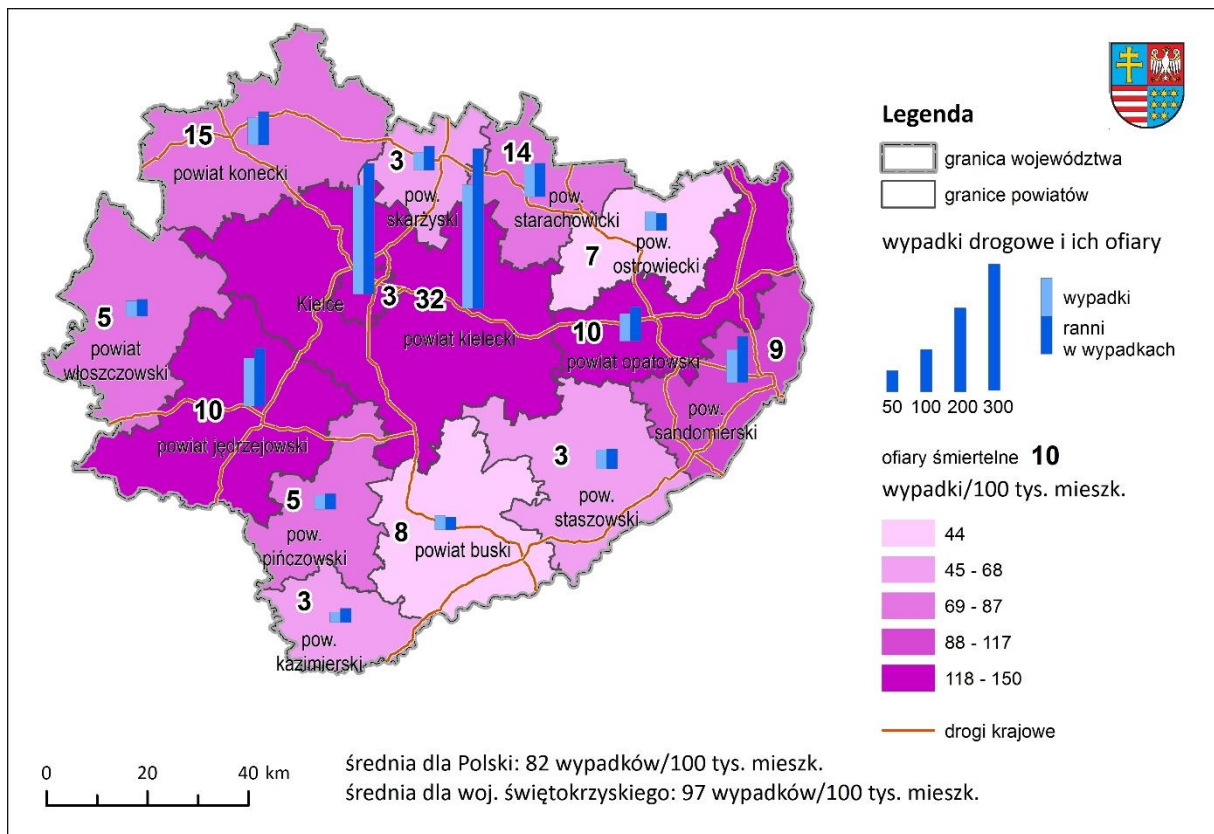 15
powiat konecki
3
pow.
skarżyski
14
pow.
starachowicki
7
pow.
ostrowiecki
5
powiat
włoszczowski
Kielce
3
32
powiat kielecki
10
powiat opatowski
9
pow.
sandomierski
10
powiat jędrzejowski
3
pow.
staszowski
5
pow.
pińczowski
8
powiat buski
3
pow.
kazimierski
Legenda
granica województwa
granice powiatów
wypadki drogowe i ich ofiary
wypadki
ranni
w wypadkach
50 100 200 300
ofiary śmiertelne 10
wypadki/100 tys. mieszk.
44
45 - 68
69 - 87
88 - 117
118 - 150
drogi krajowe
0 20 40 km
średnia dla Polski: 82 wypadków/100 tys. mieszk.
średnia dla woj. świętokrzyskiego: 97 wypadków/100 tys. mieszk.